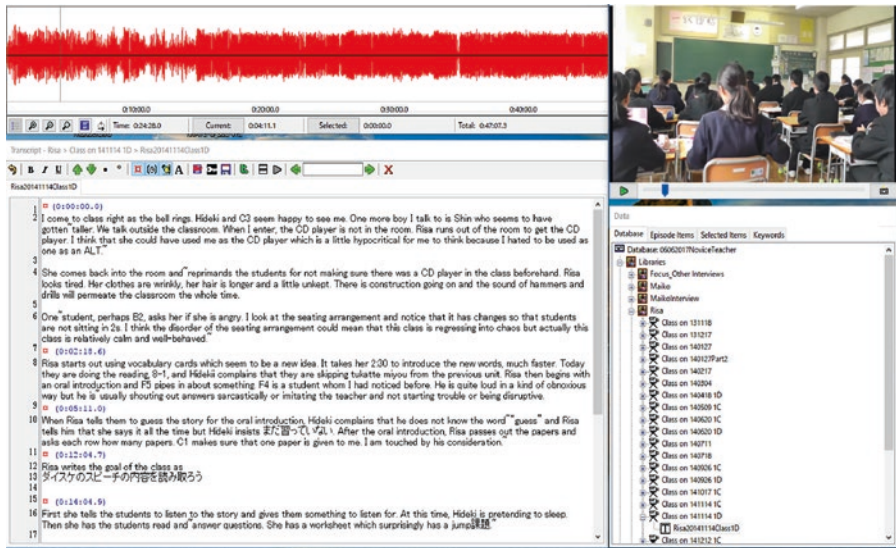 0:10:00.0 0:20:00.0 0:30:00.0 0:40:00.0
Time: 0:24:28.0 Current: 0:04:11.1 Selected: 0:00:00.0 Total: 0:47:07.3
Transcript - Risa > Class on 141114 1D > Risa20141114Class1D
Risa20141114Class1D
1 (0:00:00.0)
2 I come to class right as the bell rings. Hideki and C3 seem happy to see me. One more boy I talk to is Shin who seems to have
gotten taller. We talk outside the classroom. When I enter, the CD player is not in the room. Risa runs out of the room to get the CD
player. I think that she could have used me as the CD player which is a little hypocritical for me to think because I hated to be used as
one as an ALT.
3
4 She comes back into the room and reprimands the students for not making sure there was a CD player in the class beforehand. Risa
looks tired. Her clothes are wrinkly, her hair is longer and a little unkept. There is construction going on and the sound of hammers and
drills will permeate the classroom the whole time.
5
6 One student, perhaps B2, asks her if she is angry. I look at the seating arrangement and notice that it has changes so that students
are not sitting in 2s. I think the disorder of the seating arrangement could mean that this class is regressing into chaos but actually this
class is relatively calm and well-behaved.
7 (0:02:18.6)
8 Risa starts out using vocabulary cards which seem to be a new idea. It takes her 2:30 to introduce the new words, much faster. Today
they are doing the reading, 8-1, and Hideki complains that they are skipping tukatte miyou from the previous unit. Risa then begins with
an oral introduction and F5 pipes in about something. F4 is a student whom I had noticed before. He is quite loud in a kind of obnoxious
way but he is usually shouting out answers sarcastically or imitating the teacher and not starting trouble or being disruptive.
9 (0:05:11.0)
10 When Risa tells them to guess the story for the oral introduction, Hideki complains that he does not know the word "guess" and Risa
tells him that she says it all the time but Hideki insists まだ習っていない. After the oral introduction, Risa passes out the papers and
asks each row how many papers. C1 makes sure that one paper is given to me. I am touched by his consideration.
11 (0:12:04.7)
12 Risa writes the goal of the class as
13 ダイスケのスピーチの内容を読み取ろう
14
15 (0:14:04.9)
16 First she tells the students to listen to the story and gives them something to listen for. At this time, Hideki is pretending to sleep.
Then she has the students read and answer questions. She has a worksheet which surprisingly has a jump課題
17
Data
Database Episode Items Selected Items Keywords
Database: 06062017NoviceTeacher
Libraries
Focus_Other Interviews
Maiko
MaikoInterview
Risa
Class on 131118
Class on 131217
Class on 140127
Class on 140127Part2
Class on 140217
Class on 140304
Class on 140418 1D
Class on 140509 1C
Class on 140620 1C
Class on 140620 1D
Class on 140711
Class on 140718
Class on 140926 1C
Class on 140926 1D
Class on 141017 1C
Class on 141114 1C
Class on 141114 1D
Risa20141114Class1D
Class on 141212 1C